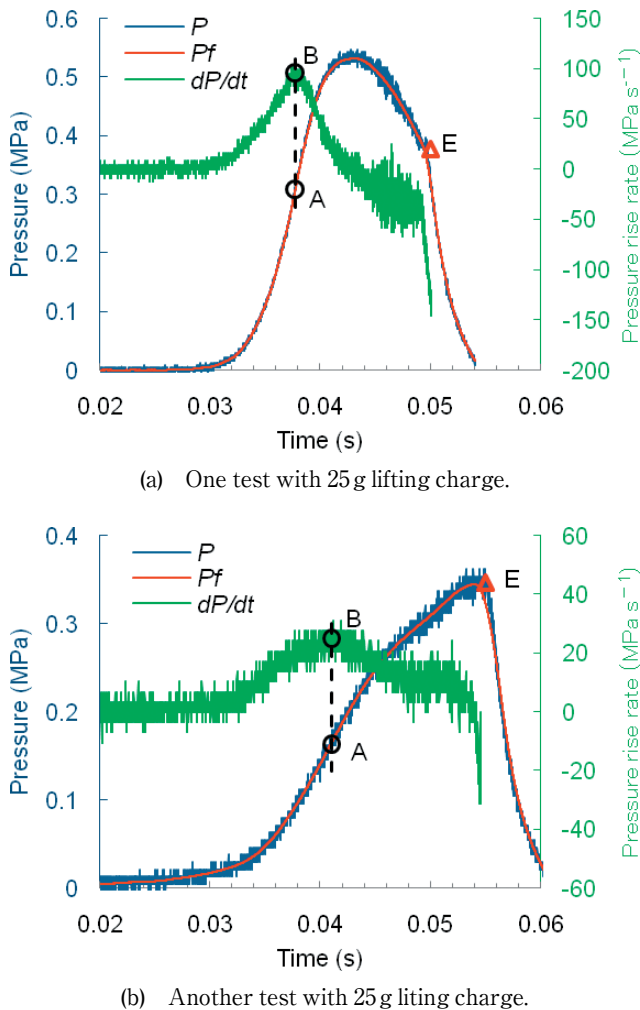 P
Pf
dP/dt
B
A
E
0.6
0.5
0.4
0.3
0.2
0.1
0
Pressure (MPa)
150
100
50
0
-50
-100
-150
-200
Pressure rise rate (MPa s-¹)
0.02 0.03 0.04 0.05 0.06
Time (s)
(a) One test with 25 g lifting charge.
P
Pf
dP/dt
B
A
E
0.4
0.3
0.2
0.1
0
Pressure (MPa)
60
40
20
0
-20
-40
-60
Pressure rise rate (MPa s⁻¹)
0.02 0.03 0.04 0.05 0.06
Time (s)
(b) Another test with 25 g liting charge.